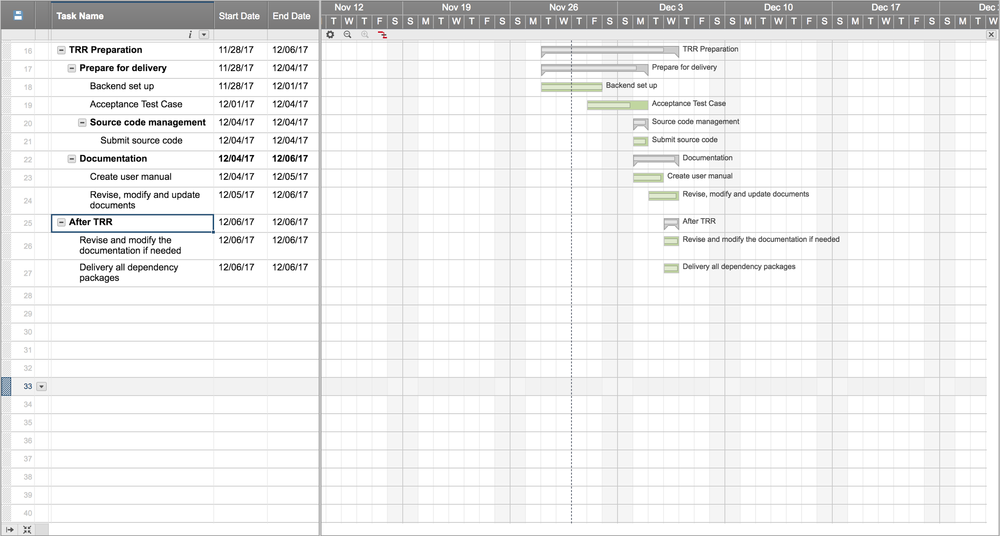 Task Name Start Date End Date Nov 12 Nov 19 Nov 26 Dec 3 Dec 10 Dec 17 Dec
T W T F S S M T W T F S S M T W T F S S M T W T F S S M T W T F S S M T W T F S S M T W
i
16 TRR Preparation 11/28/17 12/06/17 TRR Preparation
17 Prepare for delivery 11/28/17 12/04/17 Prepare for delivery
18 Backend set up 11/28/17 12/01/17 Backend set up
19 Acceptance Test Case 12/01/17 12/04/17 Acceptance Test Case
20 Source code management 12/04/17 12/04/17 Source code management
21 Submit source code 12/04/17 12/04/17 Submit source code
22 Documentation 12/04/17 12/06/17 Documentation
23 Create user manual 12/04/17 12/05/17 Create user manual
24 Revise, modify and update 12/05/17 12/06/17 Revise, modify and update documents
documents
25 After TRR 12/06/17 12/06/17 After TRR
26 Revise and modify the 12/06/17 12/06/17 Revise and modify the documentation if needed
documentation if needed
27 Delivery all dependency 12/06/17 12/06/17 Delivery all dependency packages
packages
28
29
30
31
32
33
34
35
36
37
38
39
40